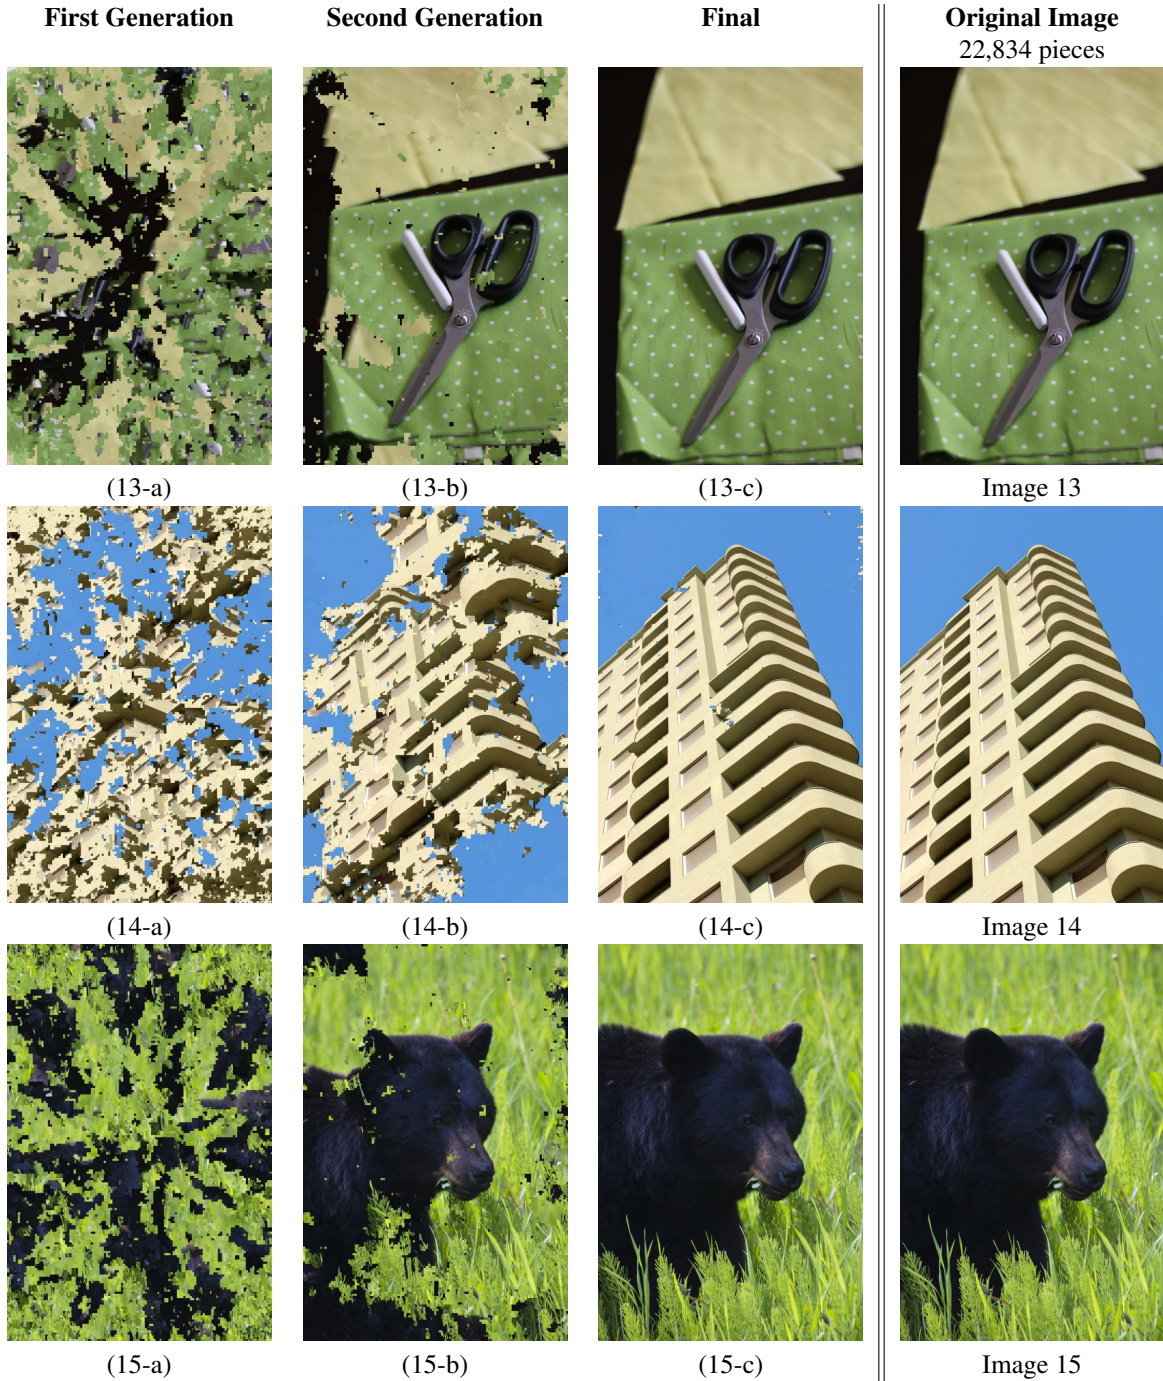 First Generation Second Generation Final Original Image
22,834 pieces
(13-a) (13-b) (13-c) Image 13
(14-a) (14-b) (14-c) Image 14
(15-a) (15-b) (15-c) Image 15